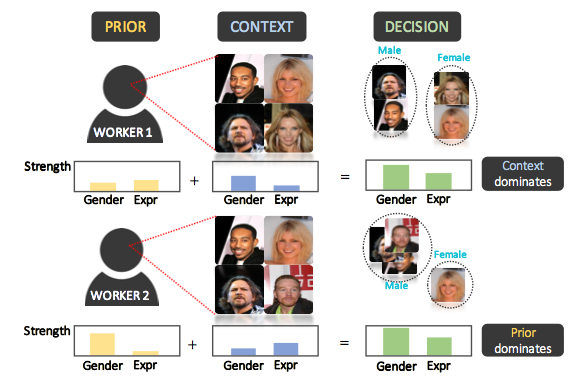 PRIOR
CONTEXT
DECISION
Male
Female
WORKER 1
Strength
Gender Expr
+
Gender Expr
=
Gender Expr
Context
dominates
Female
Male
WORKER 2
Strength
Gender Expr
+
Gender Expr
=
Gender Expr
Prior
dominates